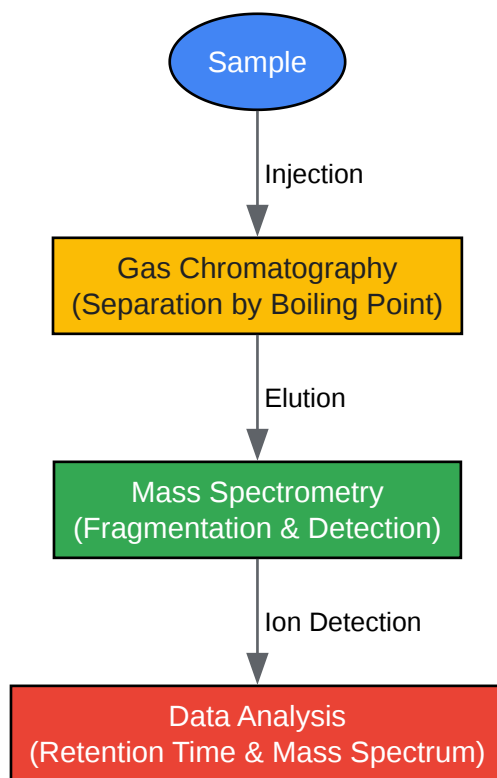 Sample
Injection
Gas Chromatography
(Separation by Boiling Point)
Elution
Mass Spectrometry
(Fragmentation & Detection)
Ion Detection
Data Analysis
(Retention Time & Mass Spectrum)